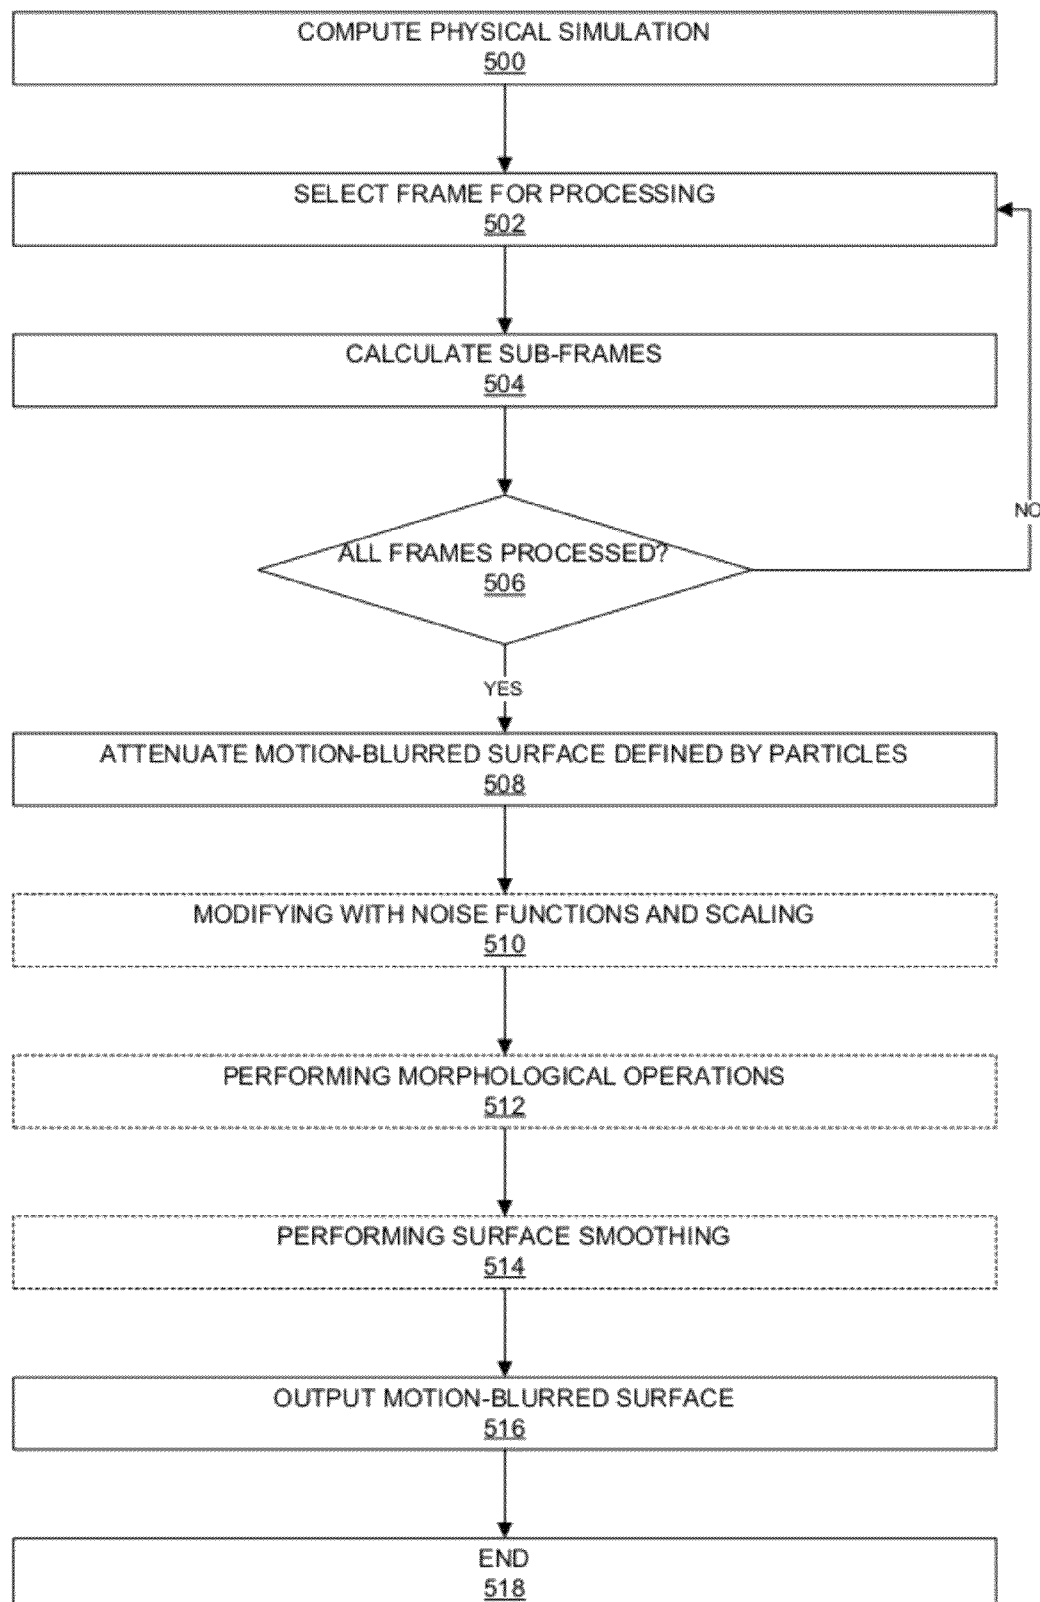 COMPUTE PHYSICAL SIMULATION
500
SELECT FRAME FOR PROCESSING
502
CALCULATE SUB-FRAMES
504
NO
ALL FRAMES PROCESSED?
506
YES
ATTENUATE MOTION-BLURRED SURFACE DEFINED BY PARTICLES
508
MODIFYING WITH NOISE FUNCTIONS AND SCALING
510
PERFORMING MORPHOLOGICAL OPERATIONS
512
PERFORMING SURFACE SMOOTHING
514
OUTPUT MOTION-BLURRED SURFACE
516
END
518